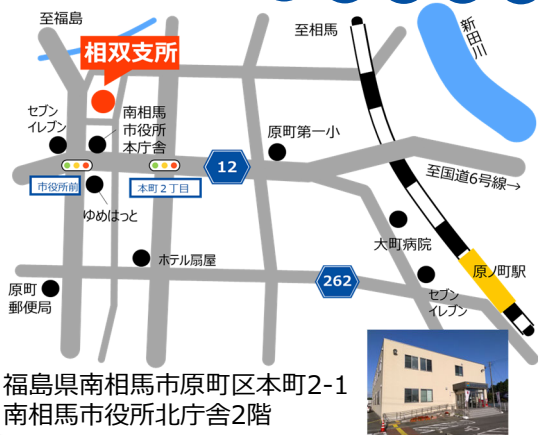 至福島
至相馬
新田川
相双支所
セブン
イレブン
南相馬
市役所
本庁舎
原町第一小
12
至国道6号線→
市役所前
本町2丁目
ゆめはっと
大町病院
ホテル扇屋
原ノ町駅
262
セブン
イレブン
原町
郵便局
福島県南相馬市原町区本町2-1
南相馬市役所北庁舎2階